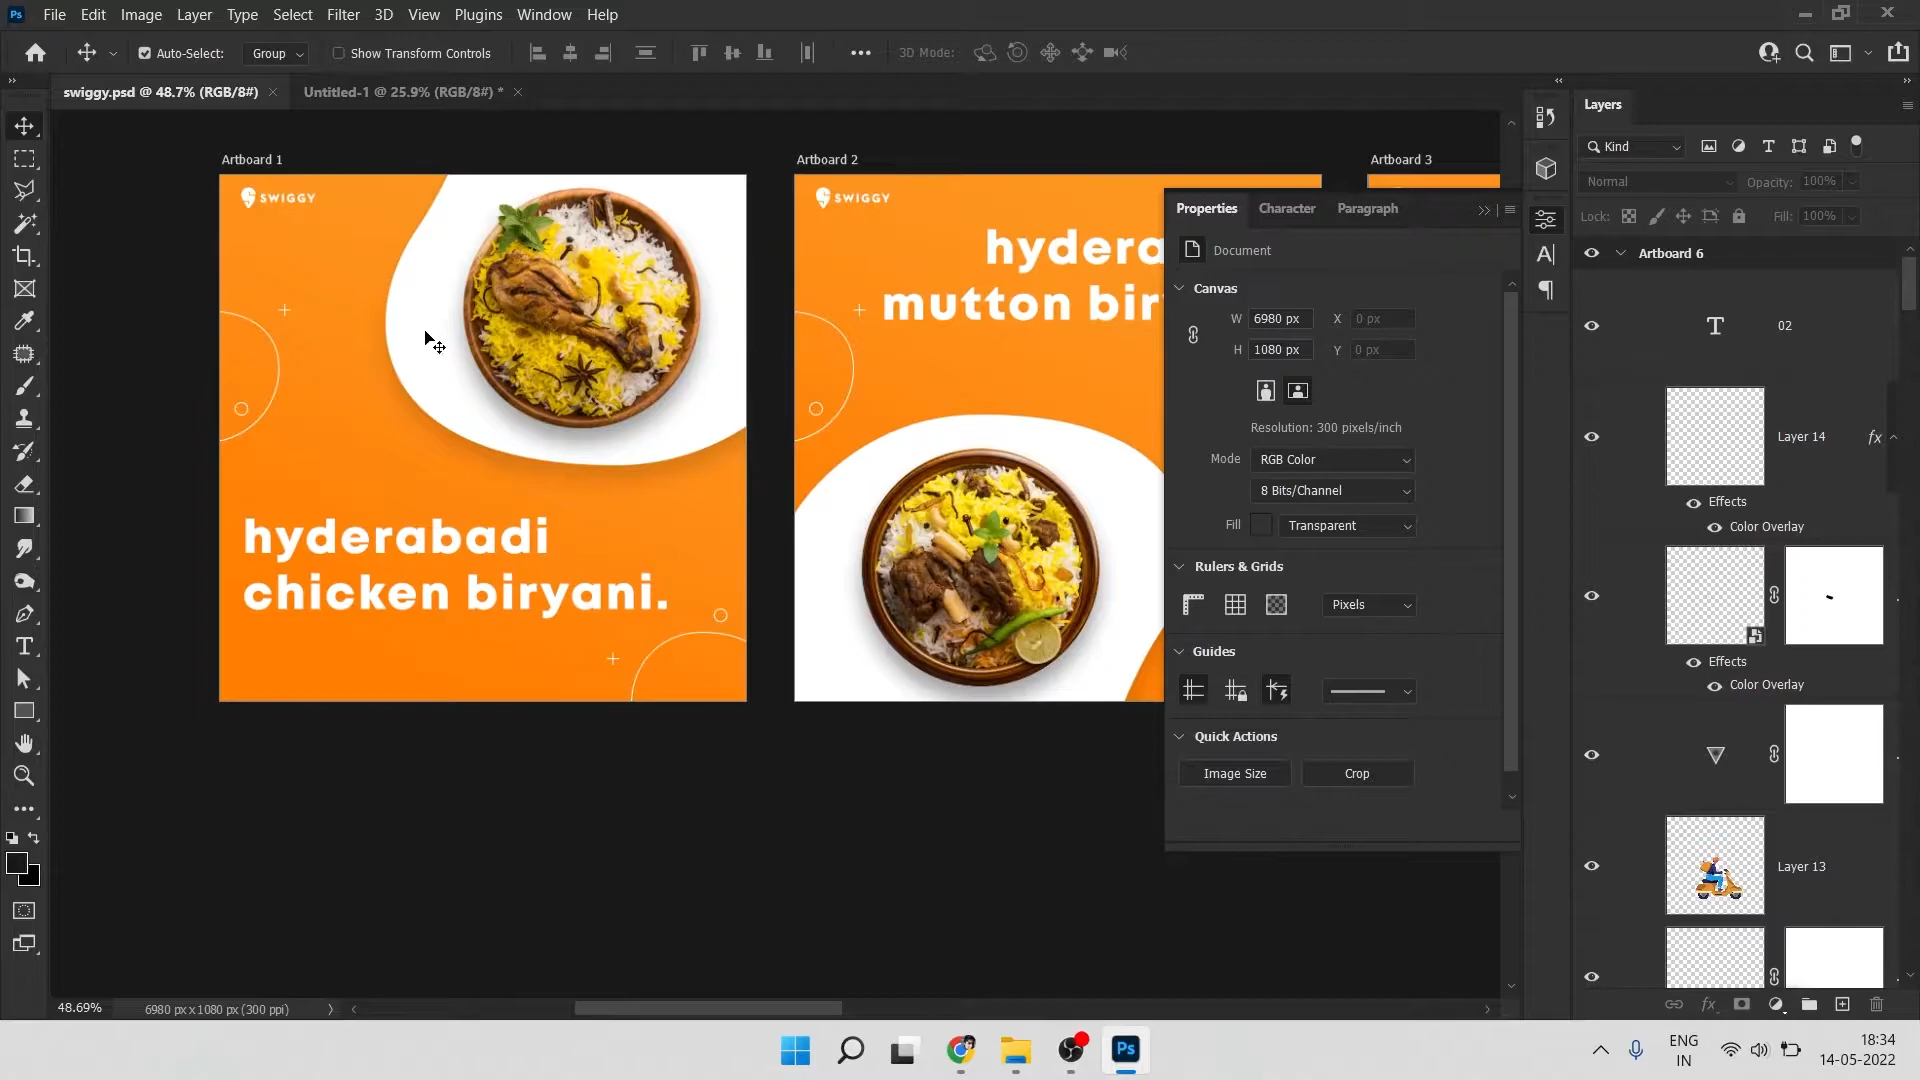 Ps File Edit Image Layer Type Select Filter 3D View Plugins Window Help
Auto-Select: Group Show Transform Controls 3D Mode:
swiggy.psd @ 48.7% (RGB/8#) Untitled-1 @ 25.9% (RGB/8#) *
Artboard 1
SWIGGY
hyderabadi
chicken biryani.
Artboard 2
SWIGGY
hydera
mutton bir
Artboard 3
Properties Character Paragraph
Document
Canvas
W 6980 px X 0 px
H 1080 px Y 0 px
Resolution: 300 pixels/inch
Mode RGB Color
8 Bits/Channel
Fill Transparent
Rulers & Grids
Pixels
Guides
Quick Actions
Image Size Crop
Layers
Kind
Normal Opacity: 100%
Lock: Fill: 100%
Artboard 6
T 02
Layer 14 fx
Effects
Color Overlay
Effects
Color Overlay
Layer 13
fx
48.69% 6980 px x 1080 px (300 ppi)
Ps
ENG
IN
18:34
14-05-2022